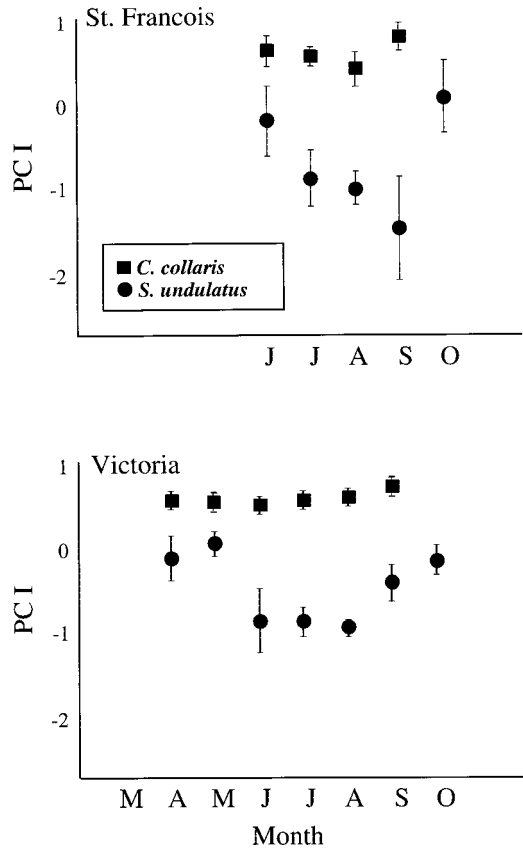 St. Francois
1
0
-1
-2
PC I
C. collaris
S. undulatus
J J A S O
Victoria
1
0
-1
-2
PC I
M A M J J A S O
Month